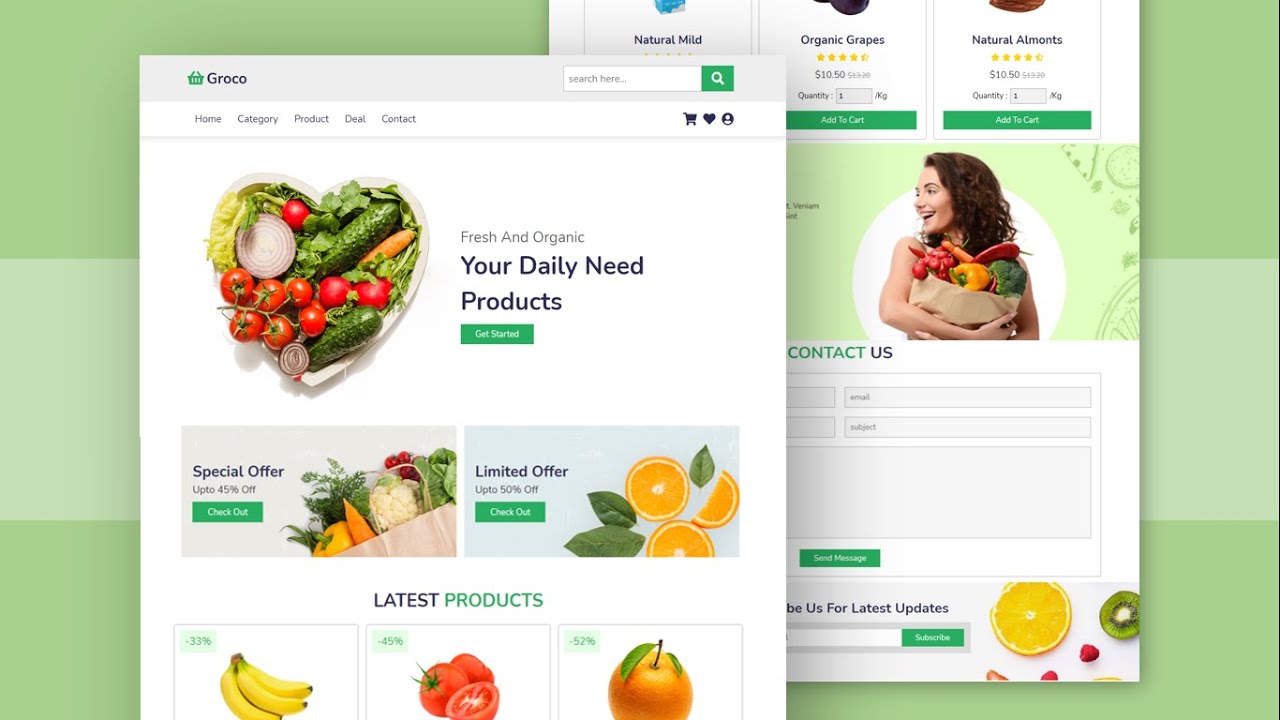 Groco
search here...
Home Category Product Deal Contact
Fresh And Organic
Your Daily Need
Products
Get Started
Special Offer
Upto 45% Off
Check Out
Limited Offer
Upto 50% Off
Check Out
LATEST PRODUCTS
-33%
-45%
-52%
Natural Mild
Organic Grapes
$10.50 $13.20
Quantity : 1 /Kg
Add To Cart
Natural Almonts
$10.50 $13.20
Quantity : 1 /Kg
Add To Cart
t. Veniam
CONTACT US
email
subject
Send Message
be Us For Latest Updates
Subscribe